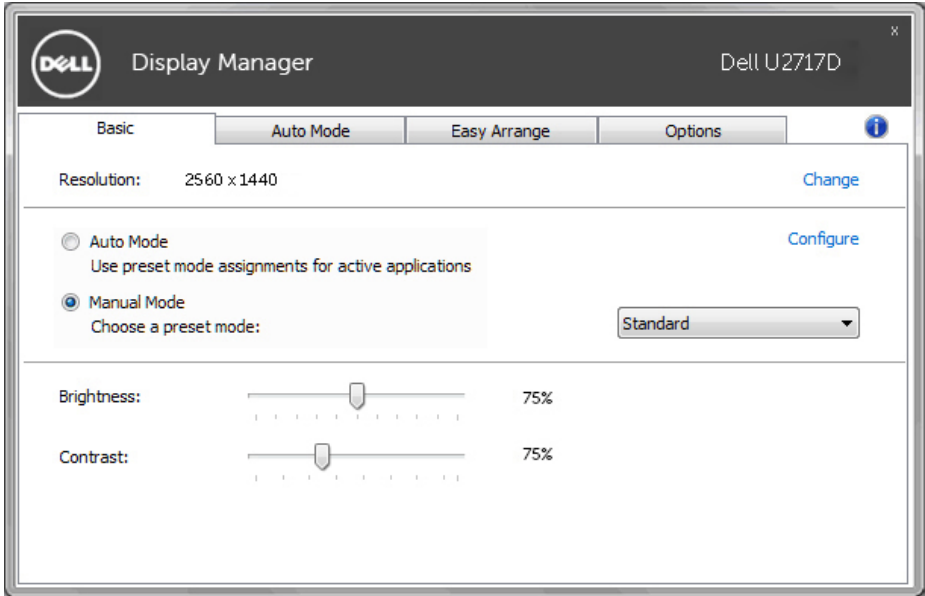 x
DELL Display Manager Dell U2717D
Basic Auto Mode Easy Arrange Options i
Resolution: 2560 x 1440 Change
Auto Mode Configure
Use preset mode assignments for active applications
Manual Mode
Choose a preset mode: Standard
Brightness: 75%
Contrast: 75%